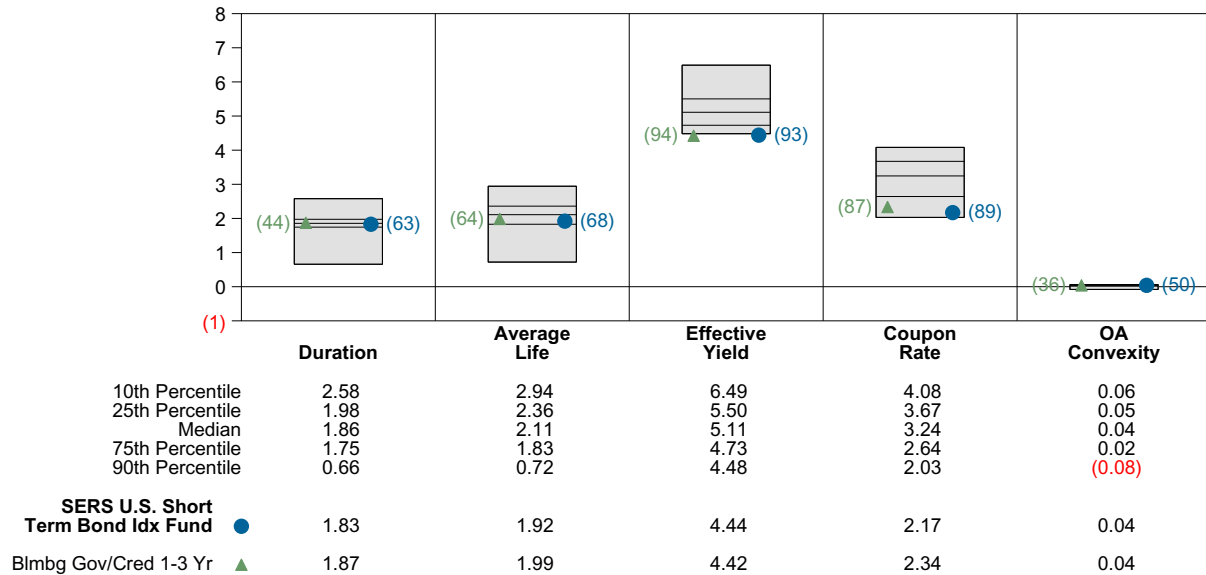 8
7
6
5
4
3
2
1
0
(1)
(44) (63)
(64) (68)
(94) (93)
(87) (89)
(36) (50)
Duration Average Life Effective Yield Coupon Rate OA Convexity
10th Percentile 2.58 2.94 6.49 4.08 0.06
25th Percentile 1.98 2.36 5.50 3.67 0.05
Median 1.86 2.11 5.11 3.24 0.04
75th Percentile 1.75 1.83 4.73 2.64 0.02
90th Percentile 0.66 0.72 4.48 2.03 (0.08)
SERS U.S. Short
Term Bond Idx Fund 1.83 1.92 4.44 2.17 0.04
Blmbg Gov/Cred 1-3 Yr 1.87 1.99 4.42 2.34 0.04